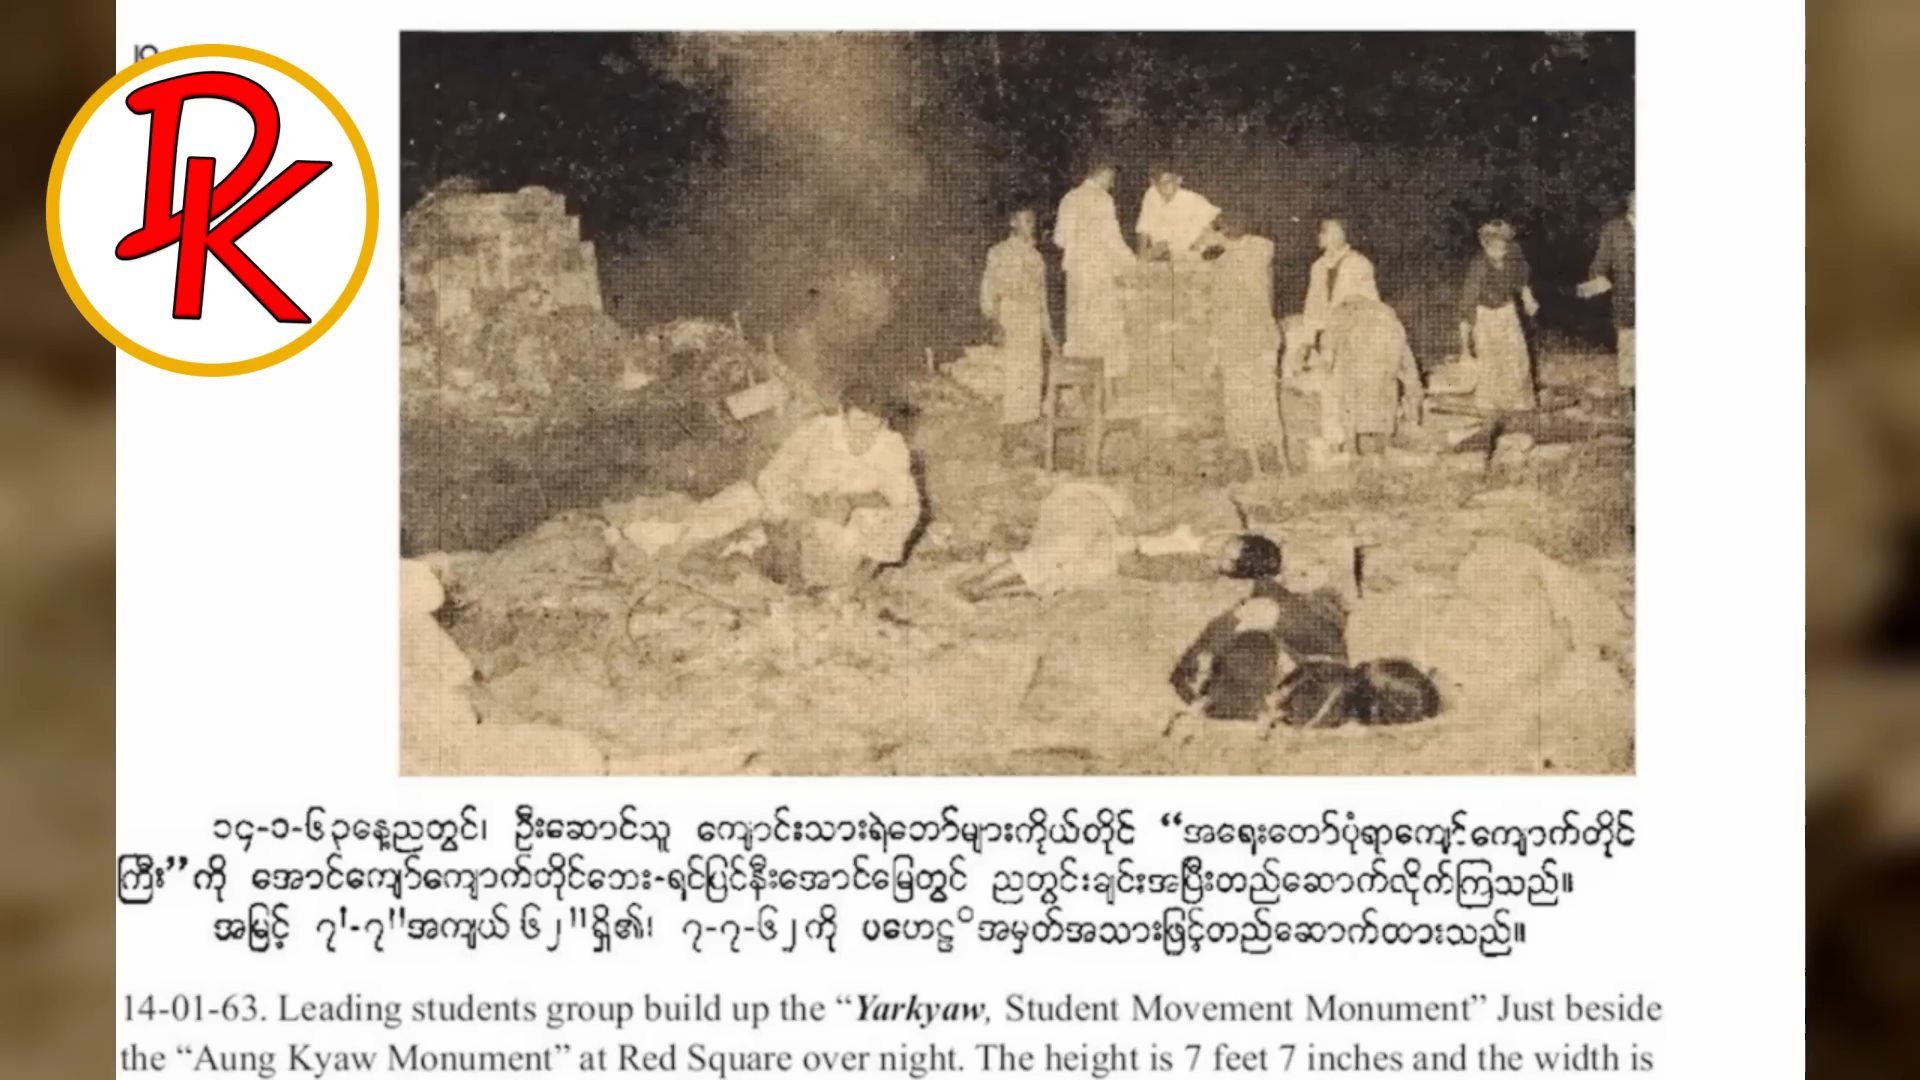 DK
၁၄-၁-၆၃နေ့ညတွင်၊ ဦးဆောင်သူ ကျောင်းသားရဲဘော်များကိုယ်တိုင် “အရေးတော်ပုံရာကျော်ကျောက်တိုင်
ကြီး”ကို အောင်ကျော်ကျောက်တိုင်ဘေး-ရင်ပြင်နီးအောင်မြေတွင် ညတွင်းချင်းအပြီးတည်ဆောက်လိုက်ကြသည်။
အမြင့် ၇'-၇"အကျယ် ၆၂"ရှိ၏၊ ၇-၇-၆၂ကို ပဟေဠိအမှတ်အသားဖြင့်တည်ဆောက်ထားသည်။
14-01-63. Leading students group build up the “Yarkyaw, Student Movement Monument” Just beside
the “Aung Kyaw Monument” at Red Square over night. The height is 7 feet 7 inches and the width is